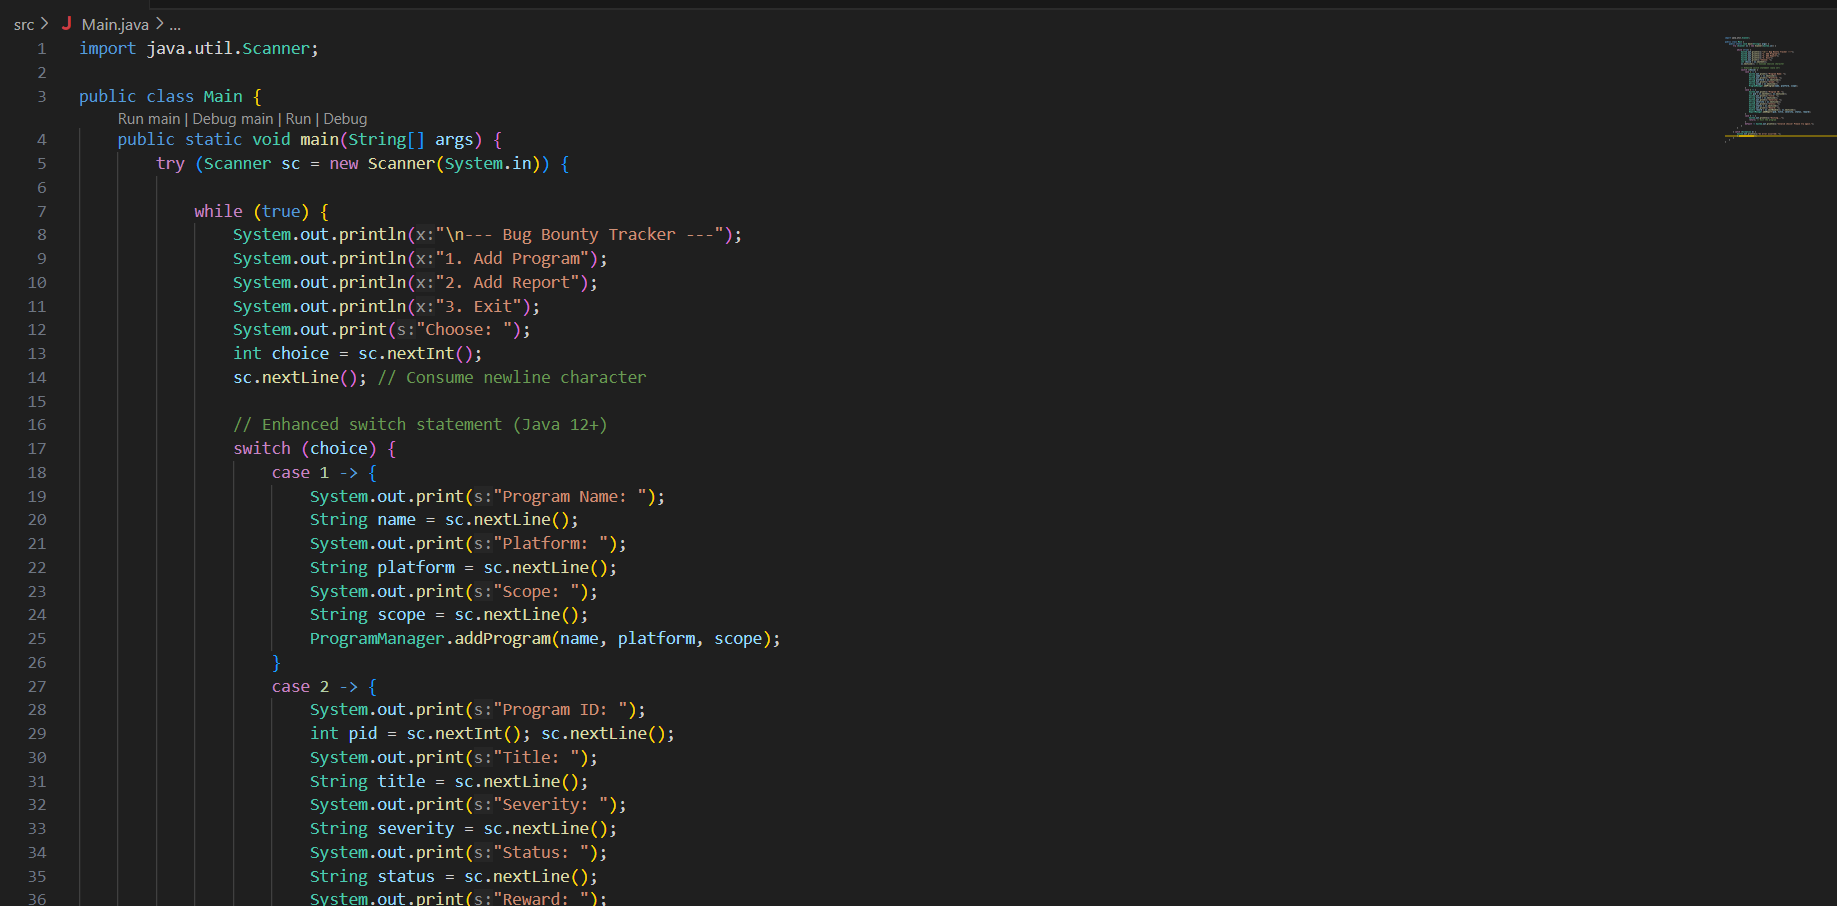 src > J Main.java > ...
1 import java.util.Scanner;
2
3 public class Main {
Run main | Debug main | Run | Debug
4     public static void main(String[] args) {
5         try (Scanner sc = new Scanner(System.in)) {
6
7             while (true) {
8                 System.out.println(x:"\n--- Bug Bounty Tracker ---");
9                 System.out.println(x:"1. Add Program");
10                 System.out.println(x:"2. Add Report");
11                 System.out.println(x:"3. Exit");
12                 System.out.print(s:"Choose: ");
13                 int choice = sc.nextInt();
14                 sc.nextLine(); // Consume newline character
15
16                 // Enhanced switch statement (Java 12+)
17                 switch (choice) {
18                     case 1 -> {
19                         System.out.print(s:"Program Name: ");
20                         String name = sc.nextLine();
21                         System.out.print(s:"Platform: ");
22                         String platform = sc.nextLine();
23                         System.out.print(s:"Scope: ");
24                         String scope = sc.nextLine();
25                         ProgramManager.addProgram(name, platform, scope);
26                     }
27                     case 2 -> {
28                         System.out.print(s:"Program ID: ");
29                         int pid = sc.nextInt(); sc.nextLine();
30                         System.out.print(s:"Title: ");
31                         String title = sc.nextLine();
32                         System.out.print(s:"Severity: ");
33                         String severity = sc.nextLine();
34                         System.out.print(s:"Status: ");
35                         String status = sc.nextLine();
36                         System.out.print(s:"Reward: ");